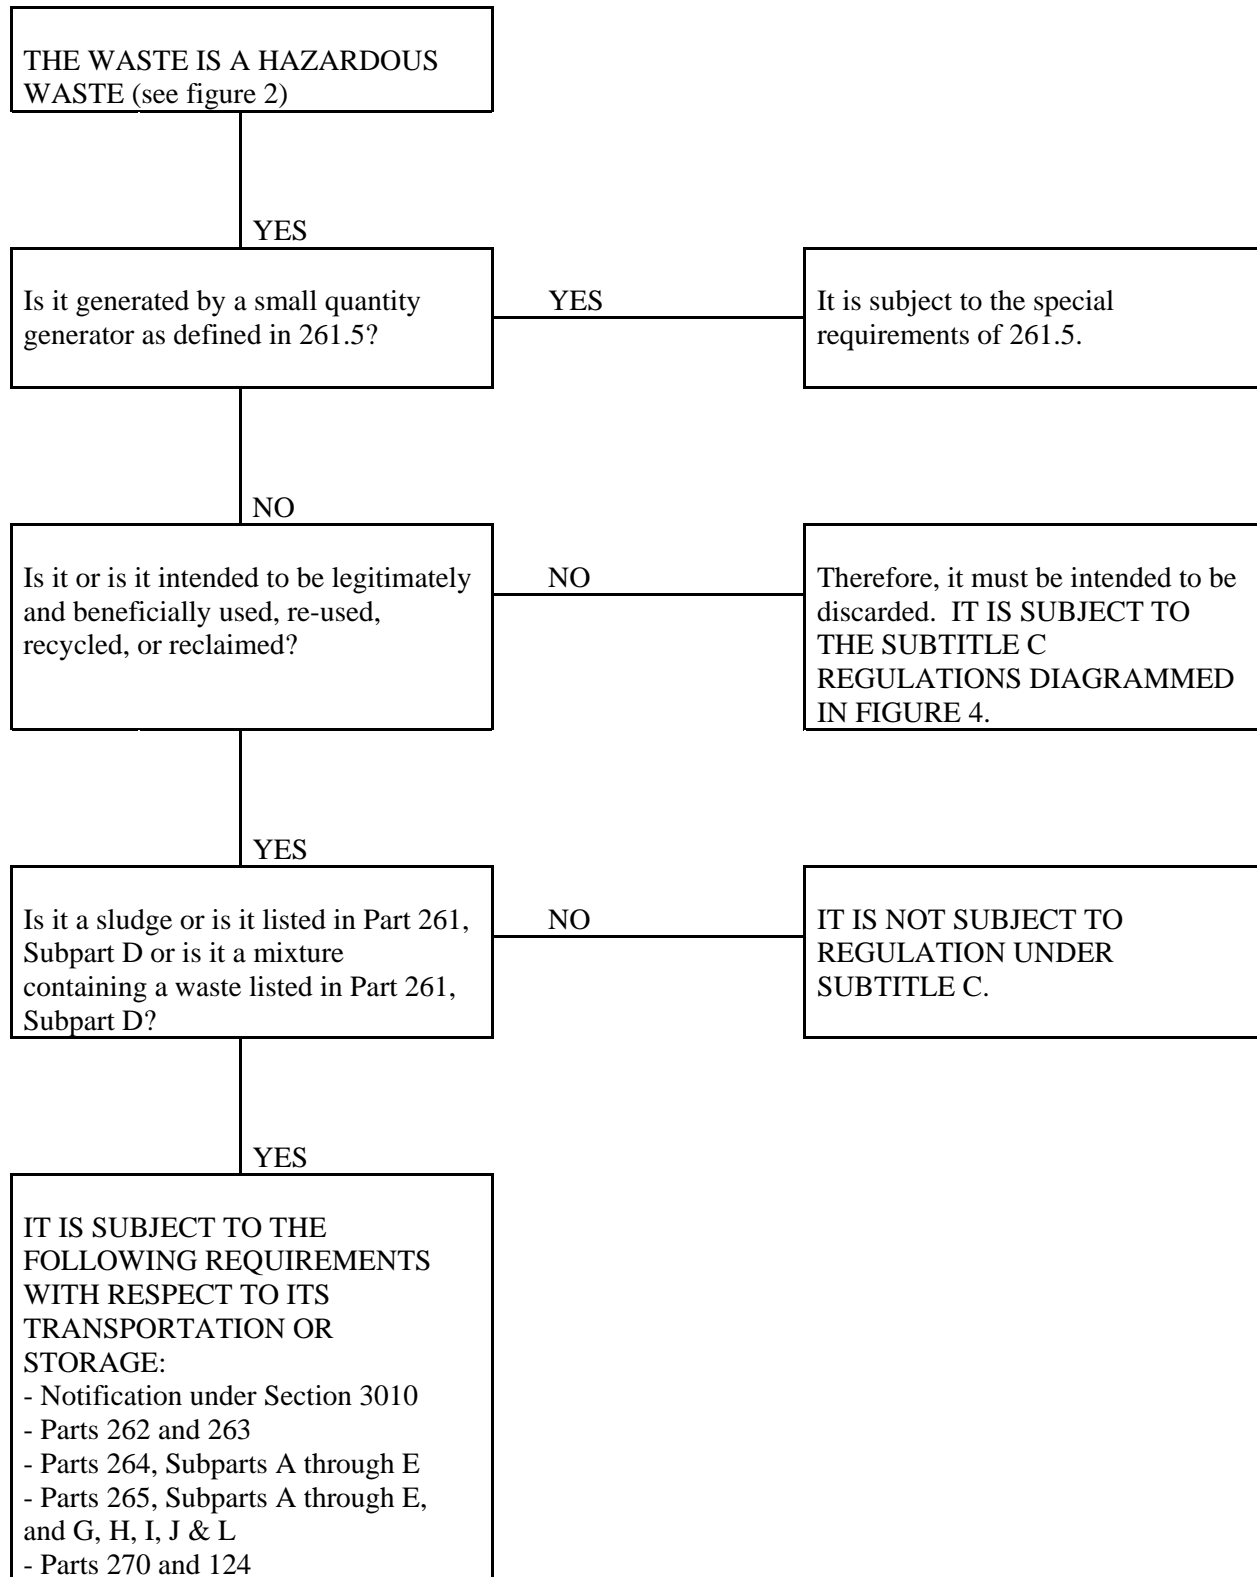 THE WASTE IS A HAZARDOUS
WASTE (see figure 2)
YES
Is it generated by a small quantity
generator as defined in 261.5?
YES
It is subject to the special
requirements of 261.5.
NO
Is it or is it intended to be legitimately
and beneficially used, re-used,
recycled, or reclaimed?
NO
Therefore, it must be intended to be
discarded.  IT IS SUBJECT TO
THE SUBTITLE C
REGULATIONS DIAGRAMMED
IN FIGURE 4.
YES
Is it a sludge or is it listed in Part 261,
Subpart D or is it a mixture
containing a waste listed in Part 261,
Subpart D?
NO
IT IS NOT SUBJECT TO
REGULATION UNDER
SUBTITLE C.
YES
IT IS SUBJECT TO THE
FOLLOWING REQUIREMENTS
WITH RESPECT TO ITS
TRANSPORTATION OR
STORAGE:
- Notification under Section 3010
- Parts 262 and 263
- Parts 264, Subparts A through E
- Parts 265, Subparts A through E,
and G, H, I, J & L
- Parts 270 and 124